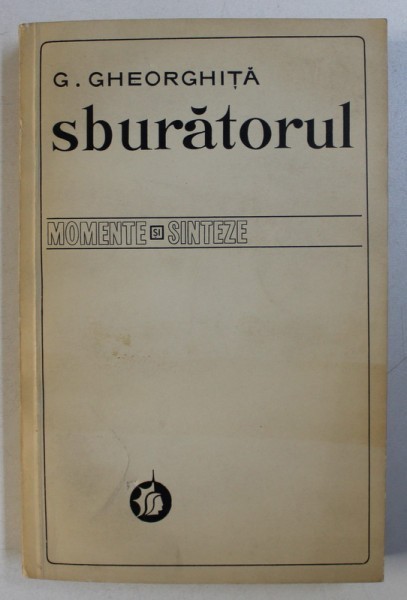 G. GHEORGHIȚĂ
sburătorul
MOMENTE ȘI SINTEZE